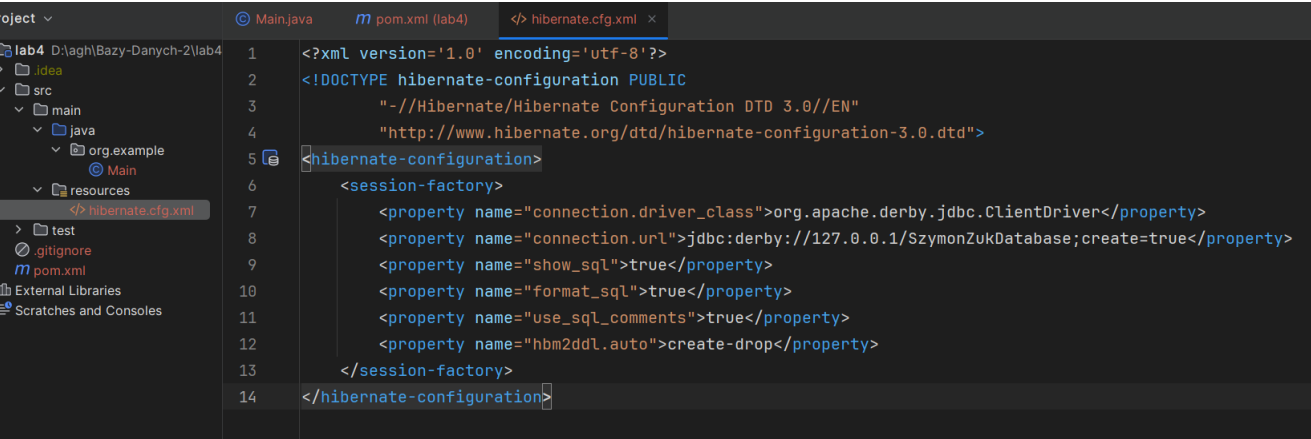 roject
Main.java
pom.xml (lab4)
hibernate.cfg.xml
lab4 D:\agh\Bazy-Danych-2\lab4
.idea
src
main
java
org.example
Main
resources
hibernate.cfg.xml
test
.gitignore
pom.xml
External Libraries
Scratches and Consoles
1 <?xml version='1.0' encoding='utf-8'?>
2 <!DOCTYPE hibernate-configuration PUBLIC
3 "-//Hibernate/Hibernate Configuration DTD 3.0//EN"
4 "http://www.hibernate.org/dtd/hibernate-configuration-3.0.dtd">
5 <hibernate-configuration>
6 <session-factory>
7 <property name="connection.driver_class">org.apache.derby.jdbc.ClientDriver</property>
8 <property name="connection.url">jdbc:derby://127.0.0.1/SzymonZukDatabase;create=true</property>
9 <property name="show_sql">true</property>
10 <property name="format_sql">true</property>
11 <property name="use_sql_comments">true</property>
12 <property name="hbm2ddl.auto">create-drop</property>
13 </session-factory>
14 </hibernate-configuration>